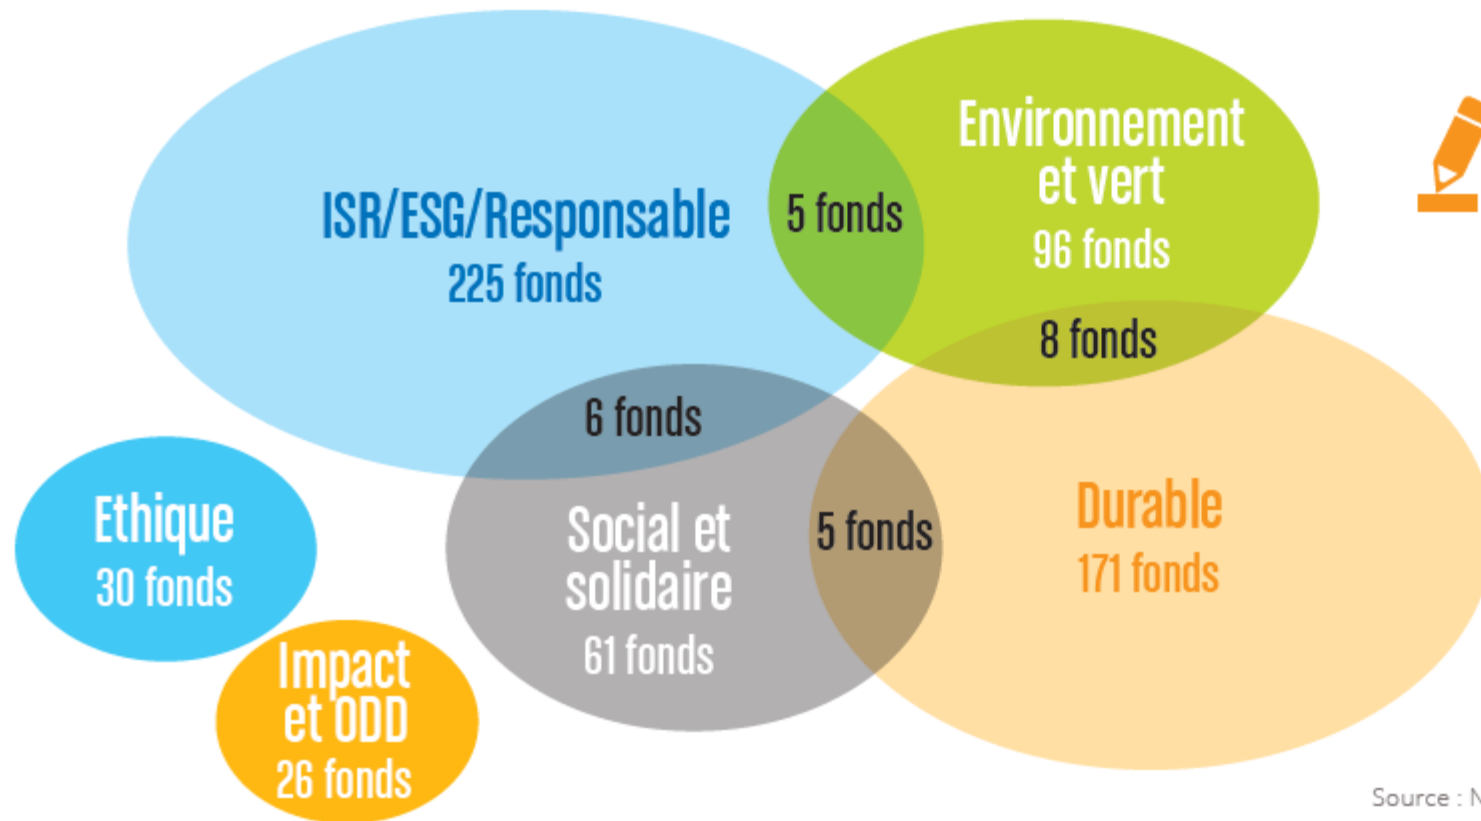 ISR/ESG/Responsable
225 fonds
5 fonds
Environnement
et vert
96 fonds
8 fonds
6 fonds
Ethique
30 fonds
Social et
solidaire
61 fonds
5 fonds
Durable
171 fonds
Impact
et ODD
26 fonds
Source :